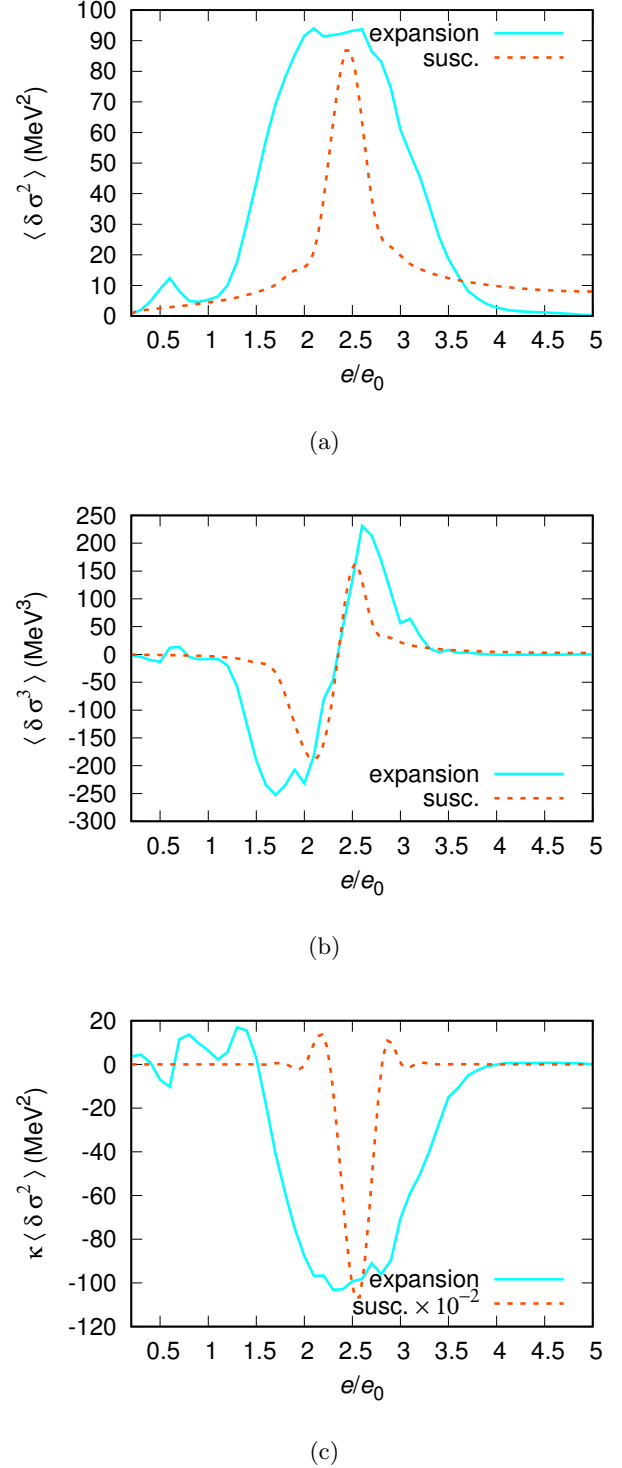 100
90
80
70
60
50
40
30
20
10
0
⟨ δ σ² ⟩ (MeV²)
expansion
susc.
0.5 1 1.5 2 2.5 3 3.5 4 4.5 5
e/e₀
(a)
250
200
150
100
50
0
-50
-100
-150
-200
-250
-300
⟨ δ σ³ ⟩ (MeV³)
expansion
susc.
0.5 1 1.5 2 2.5 3 3.5 4 4.5 5
e/e₀
(b)
20
0
-20
-40
-60
-80
-100
-120
κ ⟨ δ σ² ⟩ (MeV²)
expansion
susc. × 10⁻²
0.5 1 1.5 2 2.5 3 3.5 4 4.5 5
e/e₀
(c)